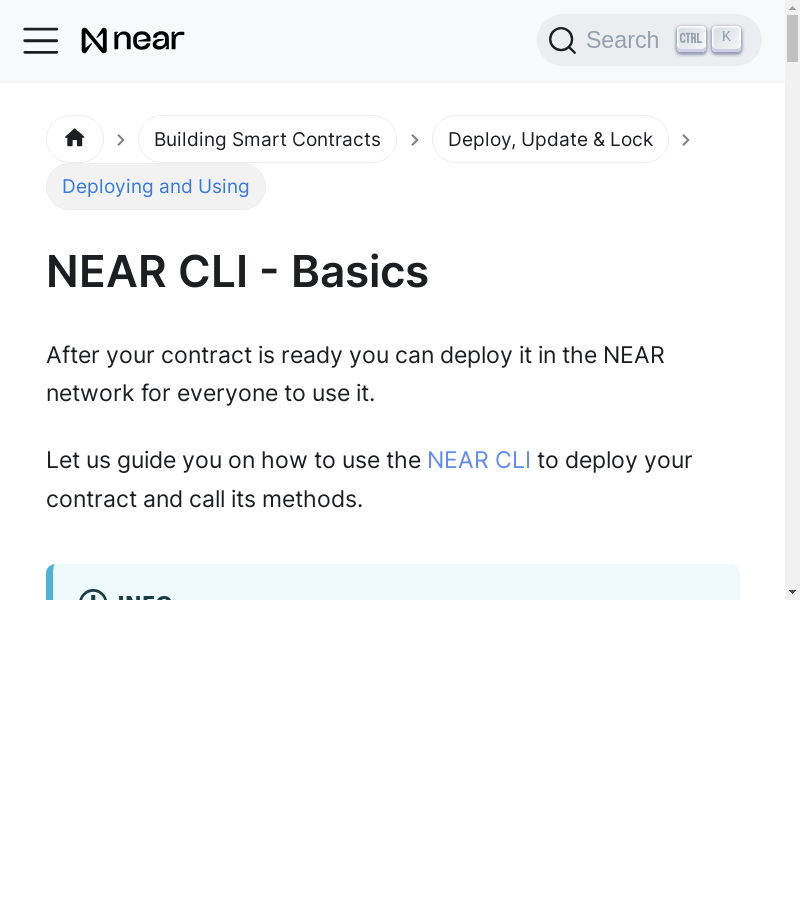 near
Search CTRL K
Building Smart Contracts
Deploy, Update & Lock
Deploying and Using
NEAR CLI - Basics
After your contract is ready you can deploy it in the NEAR
network for everyone to use it.
Let us guide you on how to use the NEAR CLI to deploy your
contract and call its methods.
INFO